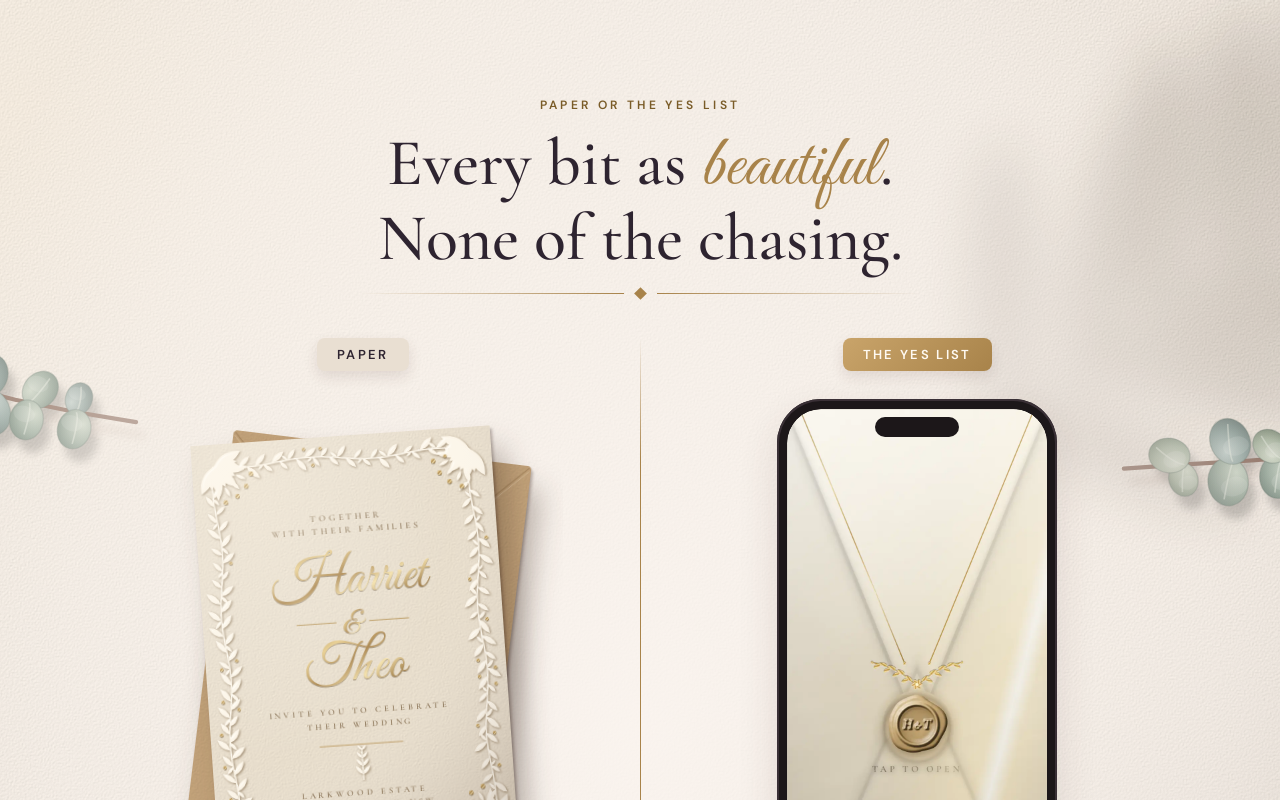 PAPER OR THE YES LIST
Every bit as beautiful.
None of the chasing.
PAPER
THE YES LIST
TOGETHER
WITH THEIR FAMILIES
Harriet
&
Theo
INVITE YOU TO CELEBRATE
THEIR WEDDING
LARKWOOD ESTATE
H&T
TAP TO OPEN